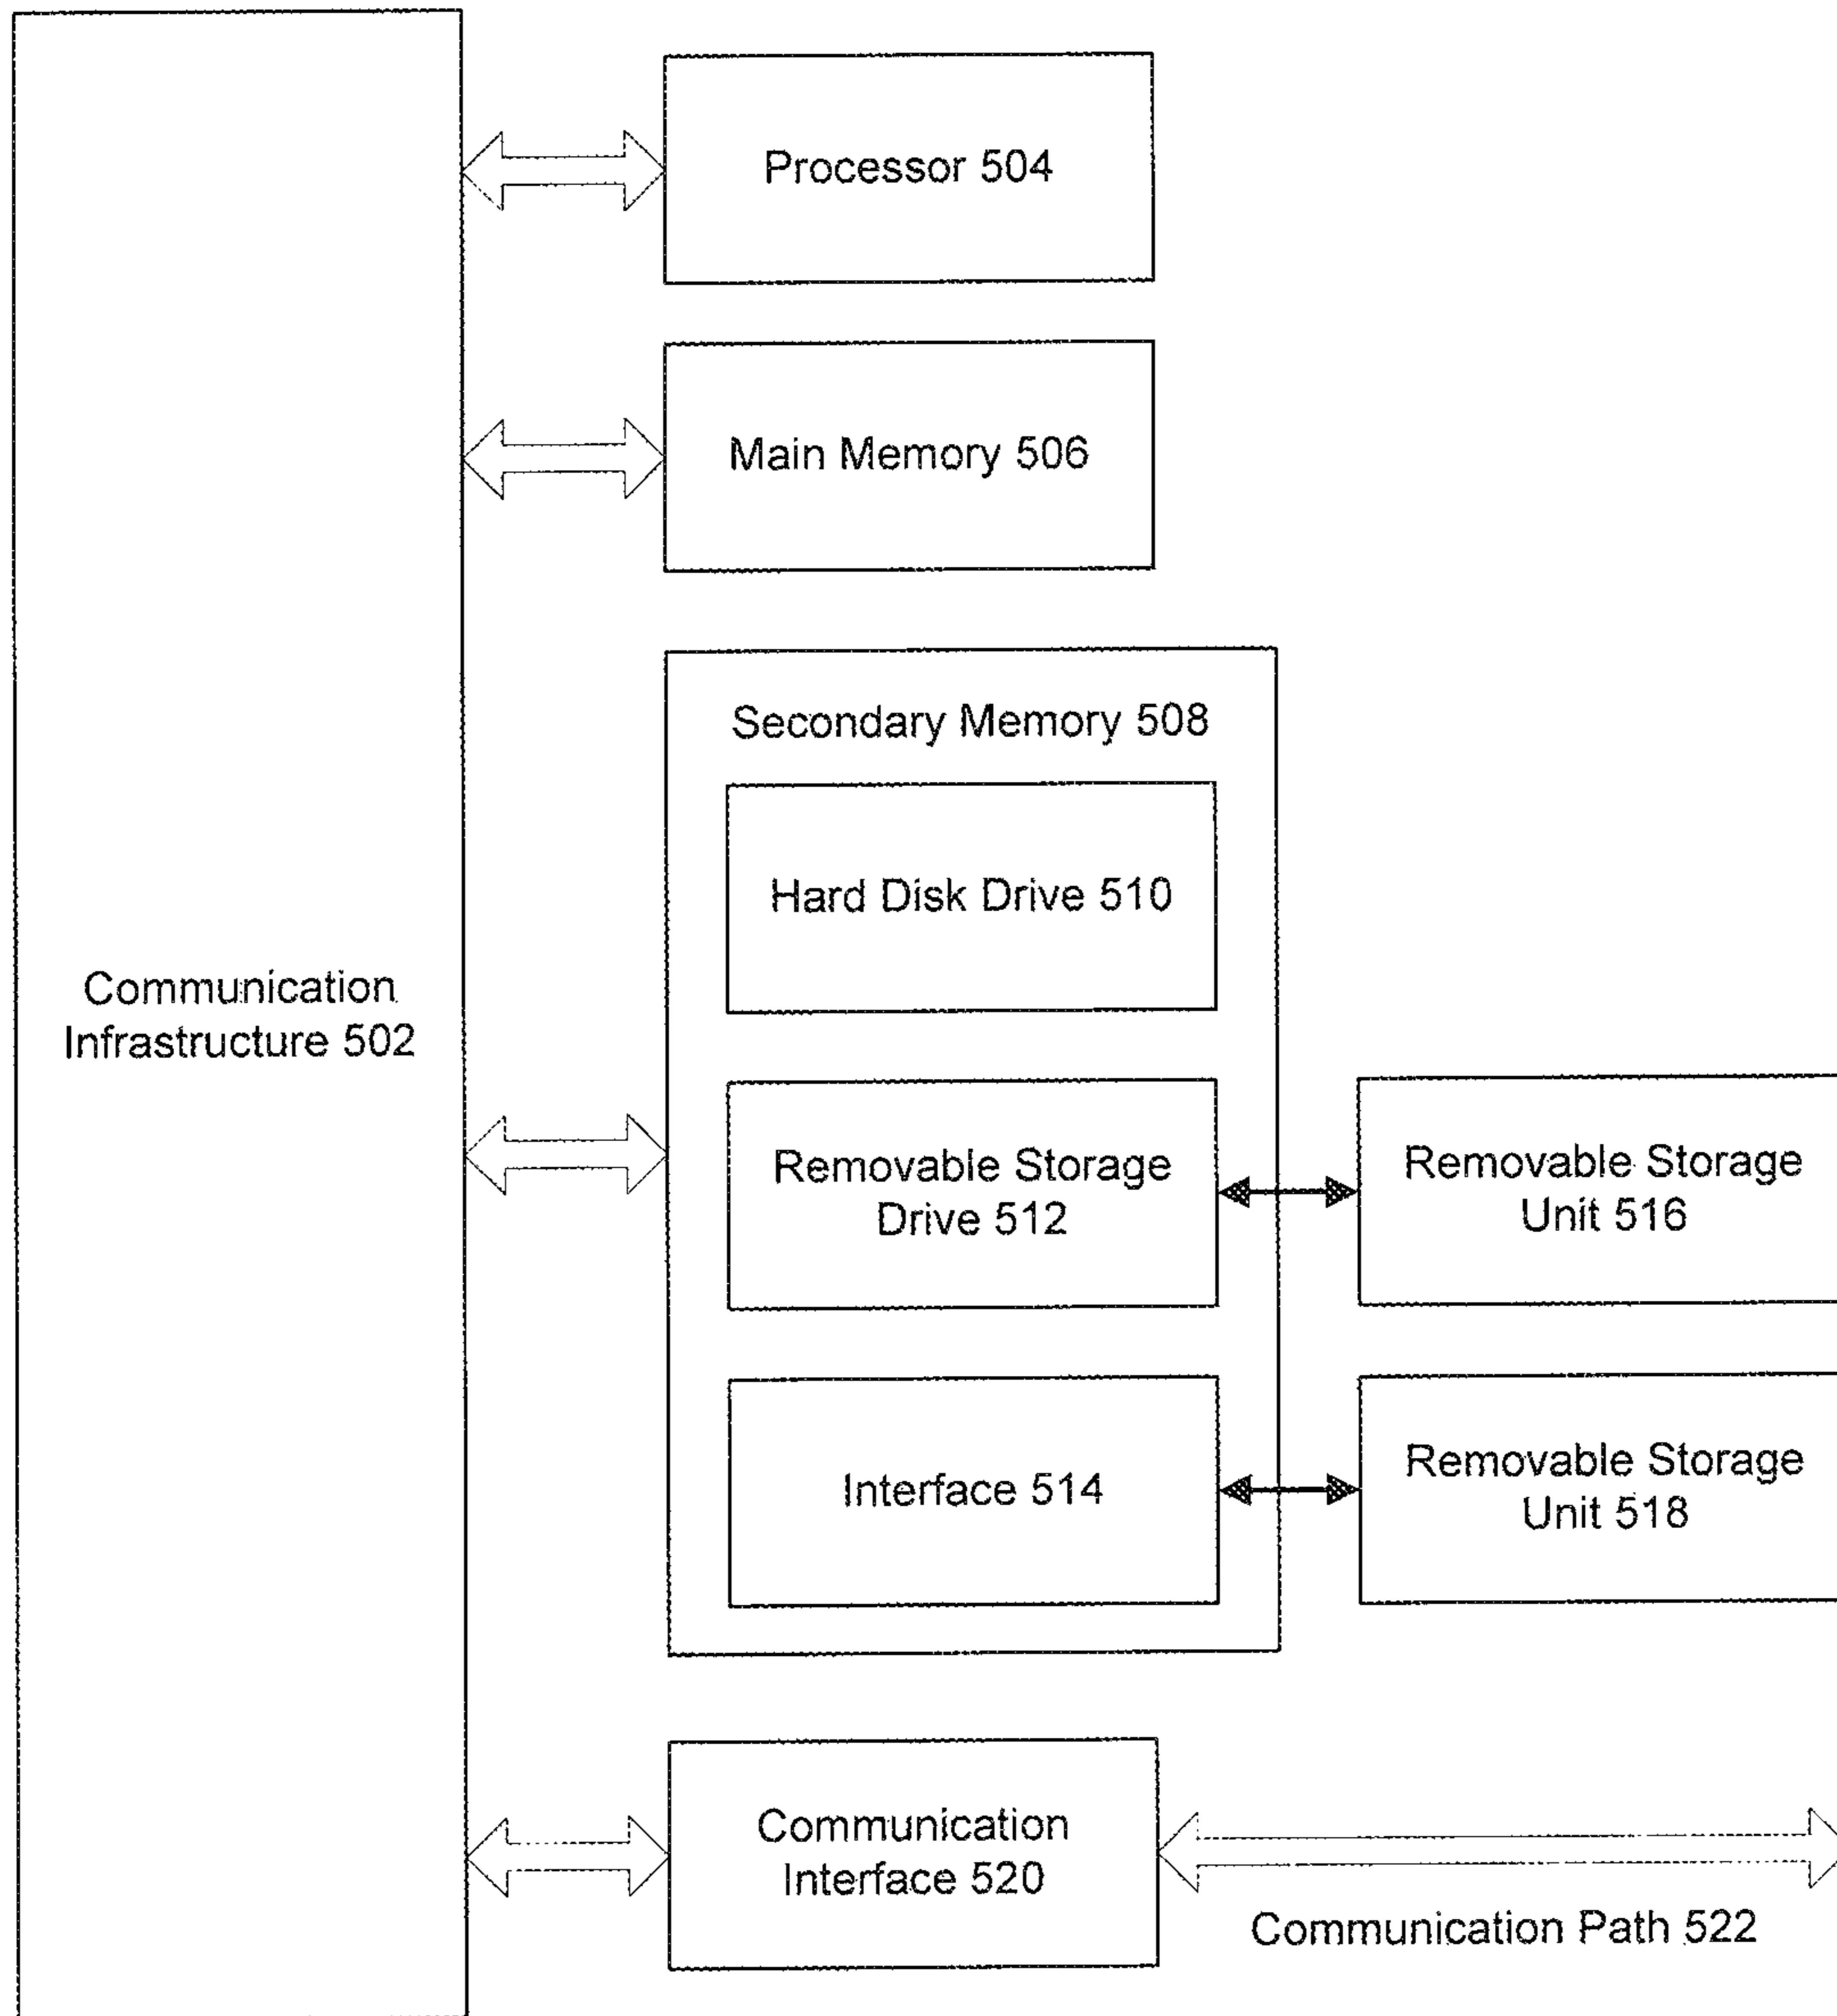 Processor 504
Main Memory 506
Secondary Memory 508
Hard Disk Drive 510
Communication
Infrastructure 502
Removable Storage
Drive 512
Removable Storage
Unit 516
Interface 514
Removable Storage
Unit 518
Communication
Interface 520
Communication Path 522